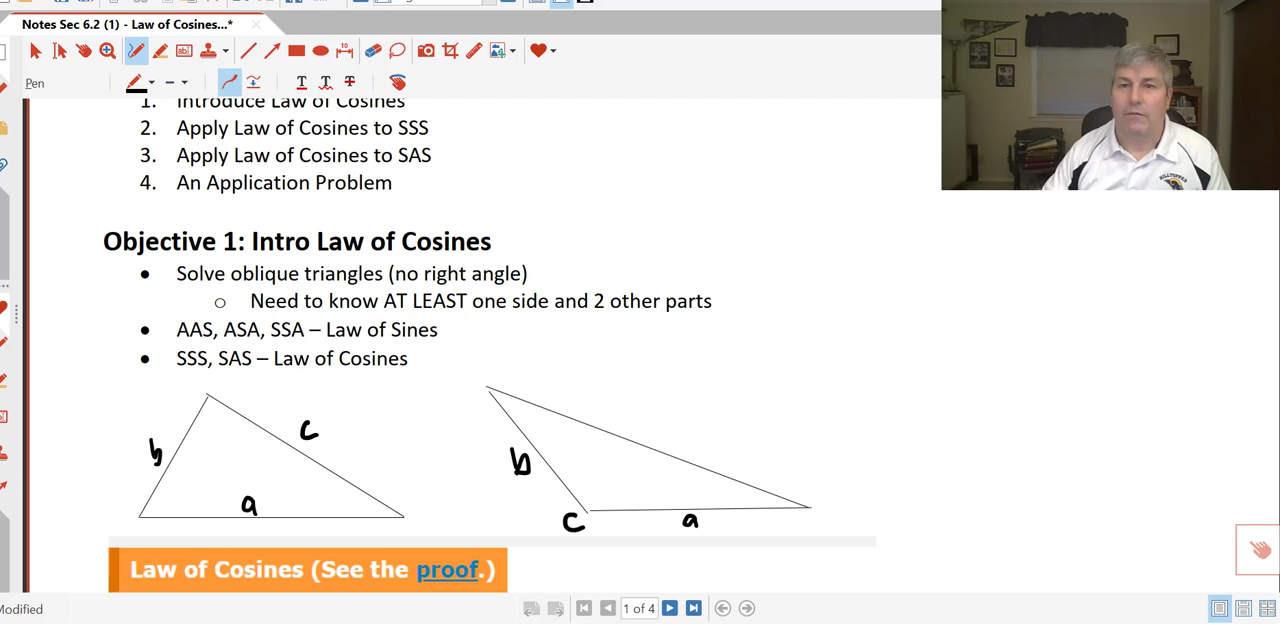 Notes Sec 6.2 (1) - Law of Cosines...*
Pen
1. Introduce Law of Cosines
2. Apply Law of Cosines to SSS
3. Apply Law of Cosines to SAS
4. An Application Problem
Objective 1: Intro Law of Cosines
• Solve oblique triangles (no right angle)
o Need to know AT LEAST one side and 2 other parts
• AAS, ASA, SSA – Law of Sines
• SSS, SAS – Law of Cosines
b c a
b C a
Law of Cosines (See the proof.)
Modified
1 of 4
HILLTOPPER